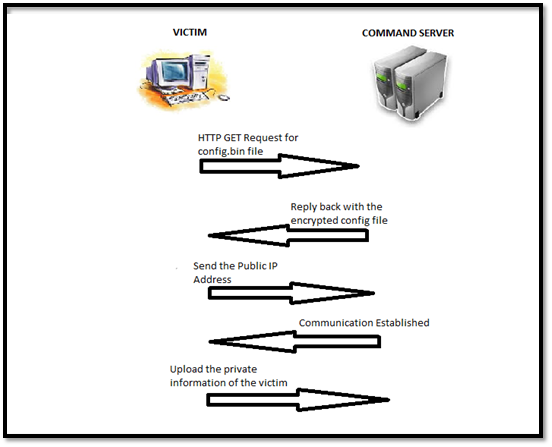 VICTIM
COMMAND SERVER
HTTP GET Request for
config.bin file
Reply back with the
encrypted config file
Send the Public IP
Address
Communication Established
Upload the private
information of the victim